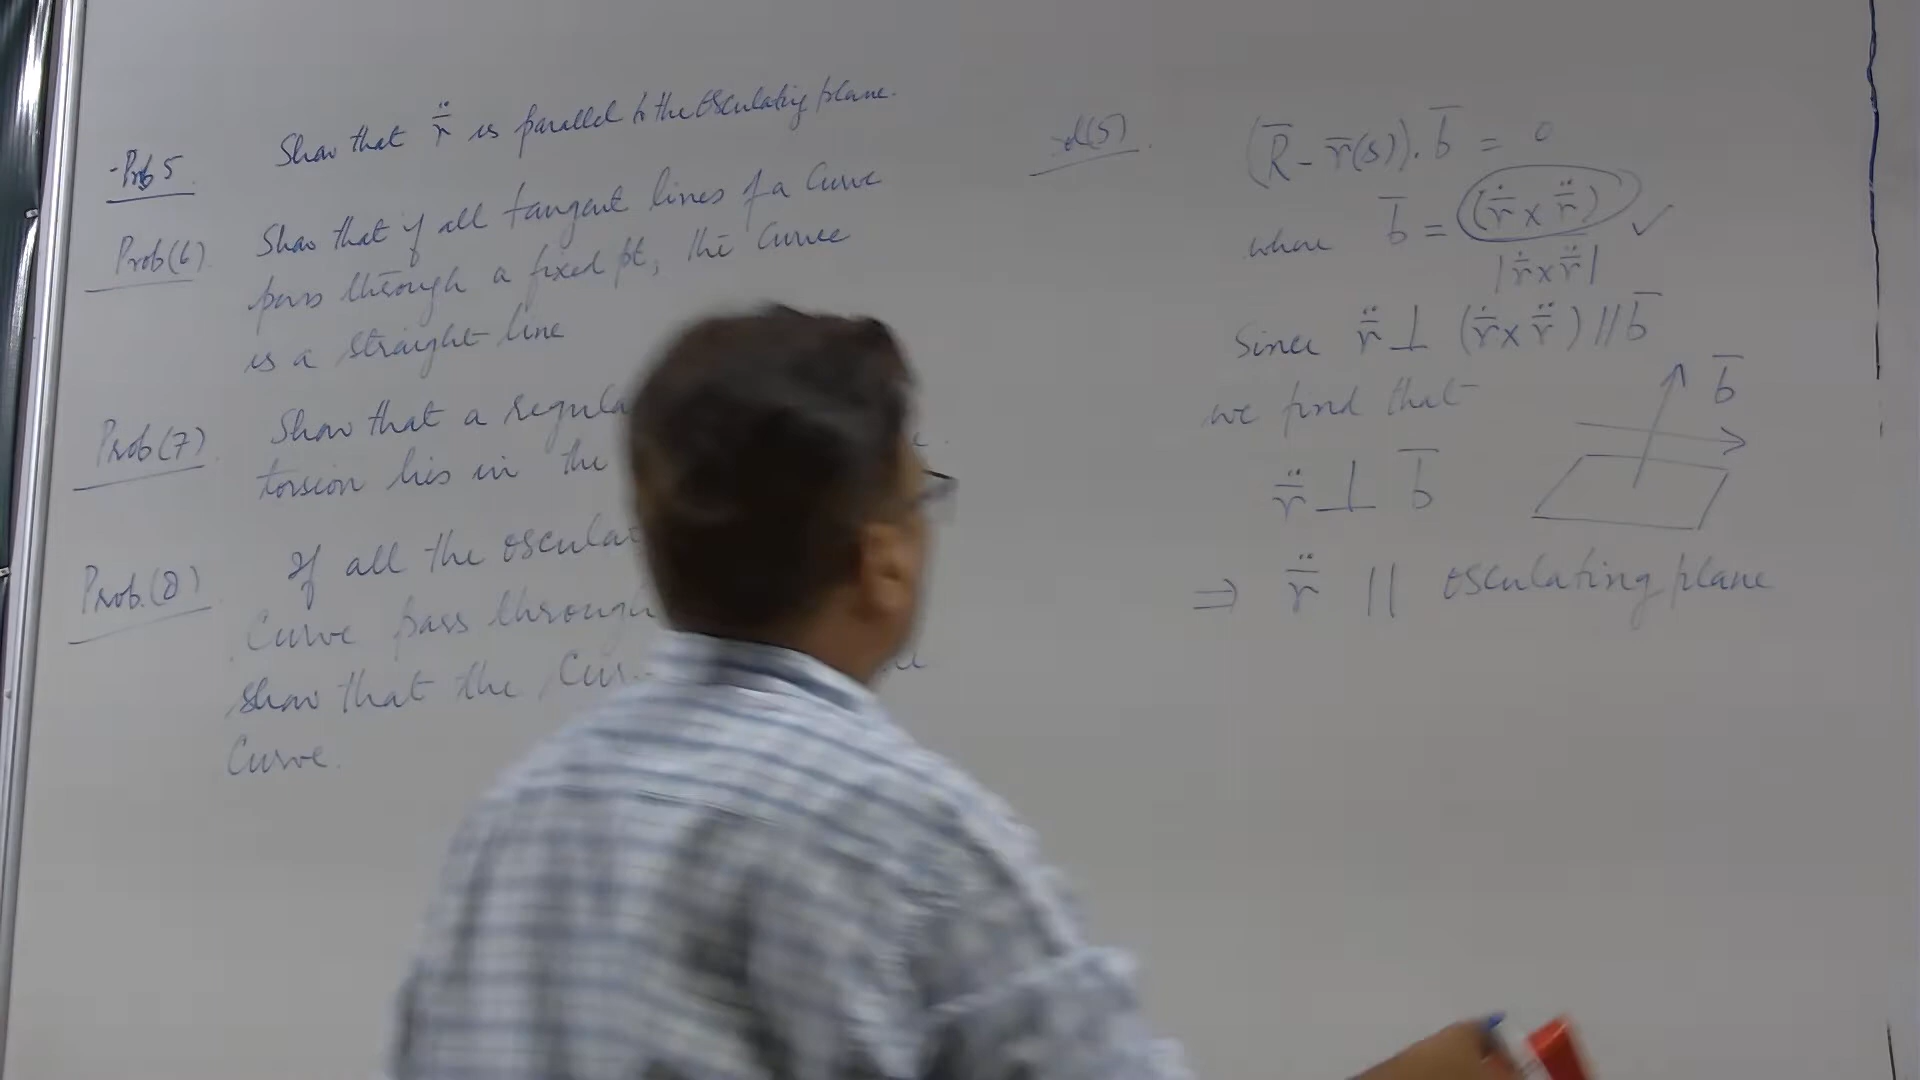 Prob 5. Show that r̈̄ is parallel to the osculating plane.
Prob(6). Show that if all tangent lines of a curve
pass through a fixed pt, the curve
is a straight line
Prob(7). Show that a regula
torsion lies in the
Prob.(8) If all the osculat
curve pass through
show that the Cur
Curve.
(5).
(R̄ - r̄(s)). b̄ = 0
where b̄ = (ṙ̄ x r̈̄) ✓
|ṙ̄ x r̈̄|
Since r̈̄ ⊥ (ṙ̄ x r̈̄) // b̄
we find that
b̄
r̈̄ ⊥ b̄
⇒ r̈̄ || osculating plane